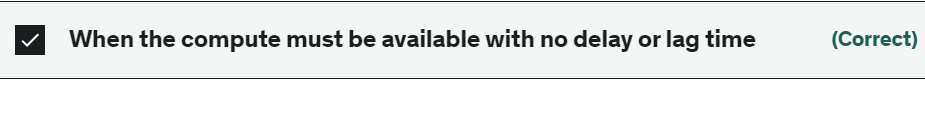 When the compute must be available with no delay or lag time (Correct)